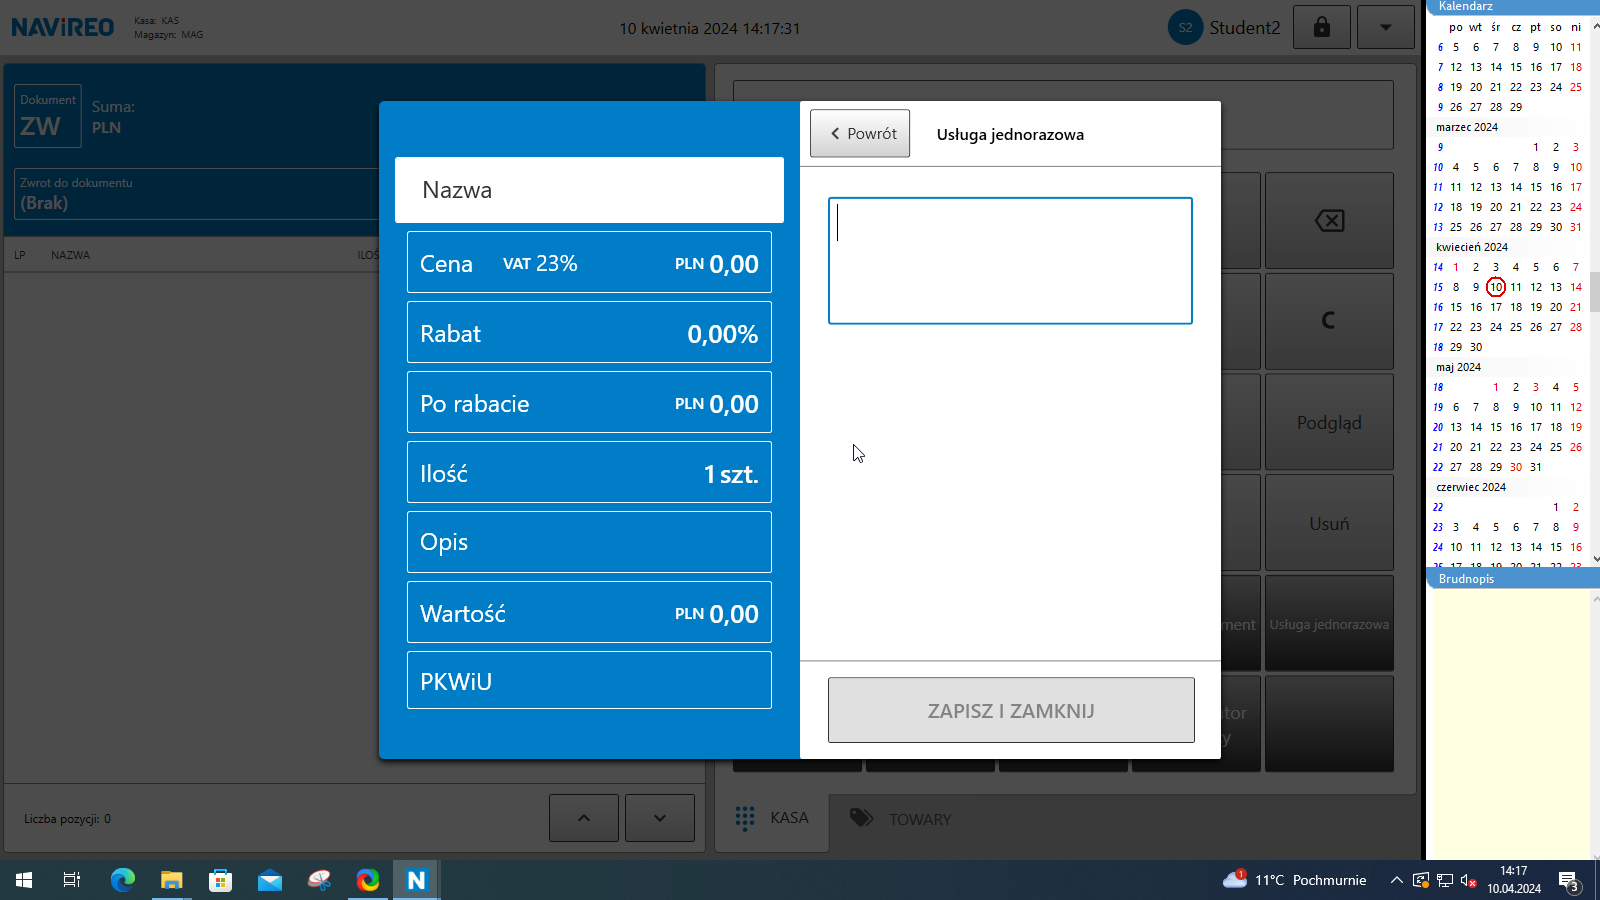 NAVIREO
Kasa: KAS
Magazyn: MAG
10 kwietnia 2024 14:17:31
S2 Student2
Dokument
ZW
Suma:
PLN
Zwrot do dokumentu
(Brak)
LP NAZWA
Nazwa
Cena VAT 23% PLN 0,00
Rabat 0,00%
Po rabacie PLN 0,00
Ilość 1 szt.
Opis
Wartość PLN 0,00
PKWiU
Powrót
Usługa jednorazowa
ZAPISZ I ZAMKNIJ
C
Podgląd
Usuń
Usługa jednorazowa
Liczba pozycji: 0
KASA
TOWARY
Kalendarz
po wt śr cz pt so ni
6 5 6 7 8 9 10 11
7 12 13 14 15 16 17 18
8 19 20 21 22 23 24 25
9 26 27 28 29
marzec 2024
9 1 2 3
10 4 5 6 7 8 9 10
11 11 12 13 14 15 16 17
12 18 19 20 21 22 23 24
13 25 26 27 28 29 30 31
kwiecień 2024
14 1 2 3 4 5 6 7
15 8 9 10 11 12 13 14
16 15 16 17 18 19 20 21
17 22 23 24 25 26 27 28
18 29 30
maj 2024
18 1 2 3 4 5
19 6 7 8 9 10 11 12
20 13 14 15 16 17 18 19
21 20 21 22 23 24 25 26
22 27 28 29 30 31
czerwiec 2024
22 1 2
23 3 4 5 6 7 8 9
24 10 11 12 13 14 15 16
Brudnopis
N
1
11°C Pochmurnie
14:17
10.04.2024
3